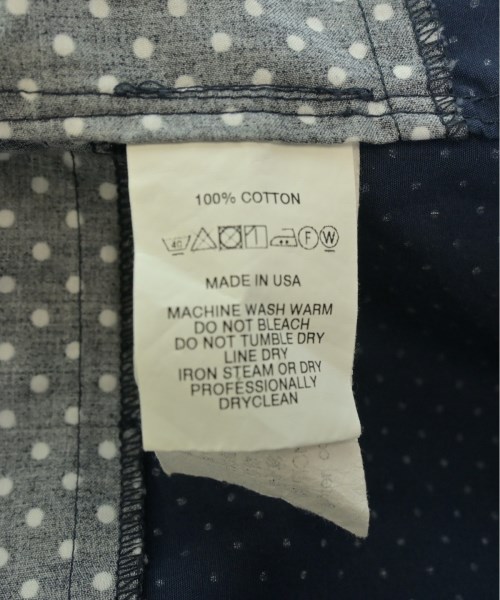 100% COTTON
40 F W
MADE IN USA
MACHINE WASH WARM
DO NOT BLEACH
DO NOT TUMBLE DRY
LINE DRY
IRON STEAM OR DRY
PROFESSIONALLY
DRYCLEAN